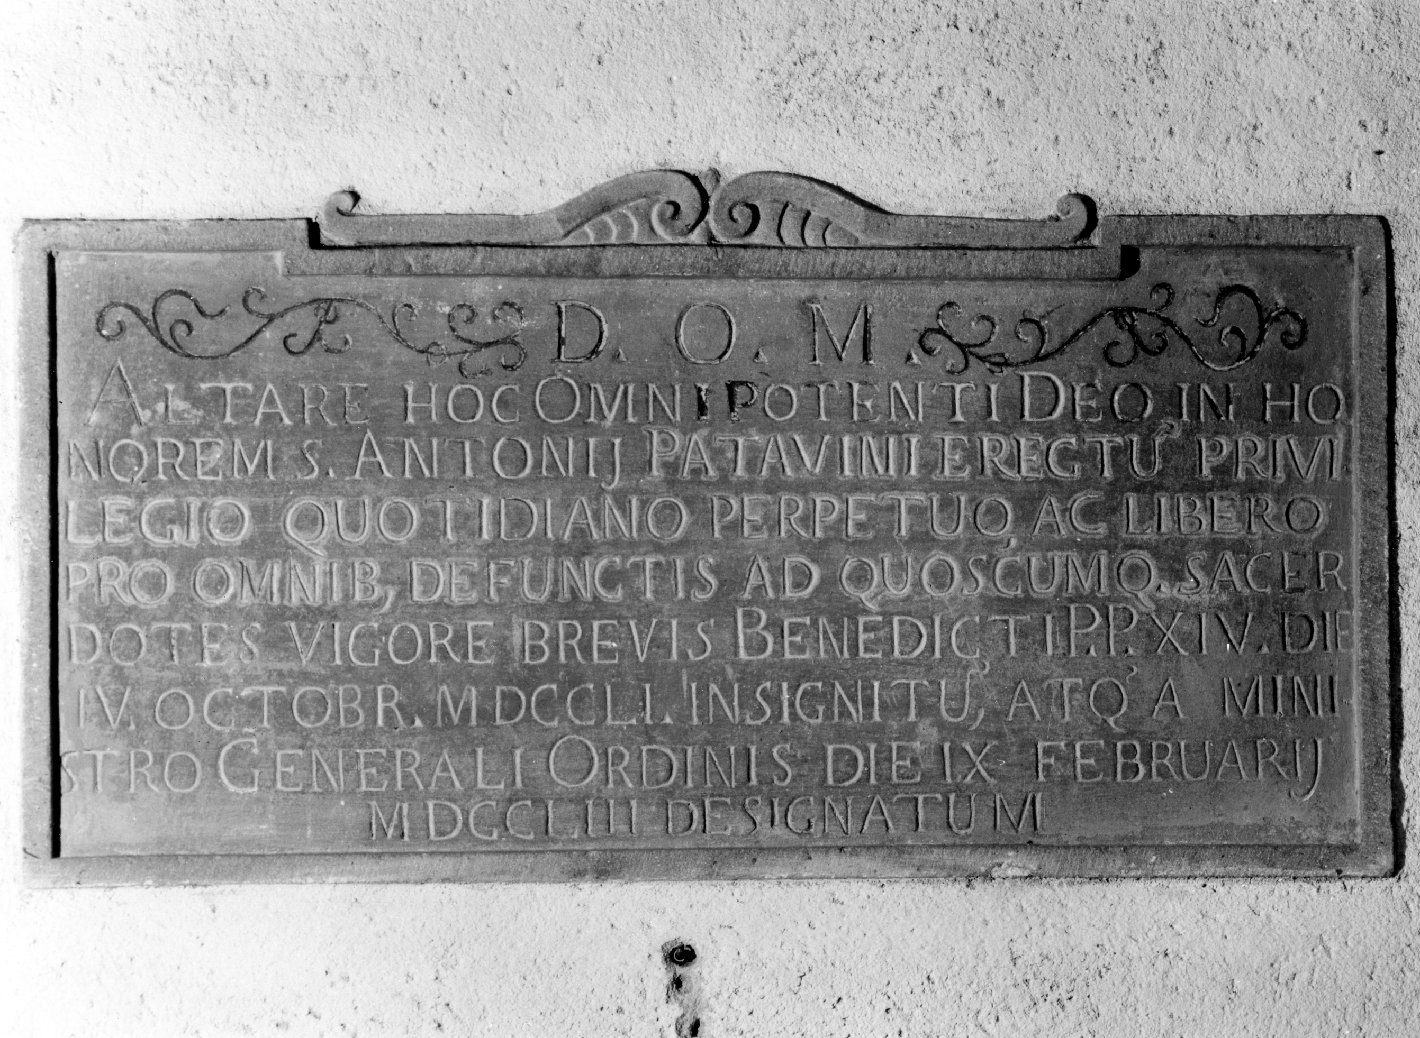 D. O. M.
ALTARE HOC OMNIPOTENTI DEO IN HO
NOREM S. ANTONIJ PATAVINI ERECTŨ, PRIVI
LEGIO QUOTIDIANO PERPETUO AC LIBERO
PRO OMNIB, DEFUNCTIS AD QUOSCUMQ. SACER
DOTES VIGORE BREVIS BENEDICTI P.P. XIV. DIE
IV. OCTOBR. MDCCLI. INSIGNITŨ, ATQ, A MINI
STRO GENERALI ORDINIS DIE IX FEBRUARIJ
MDCCLIII DESIGNATUM